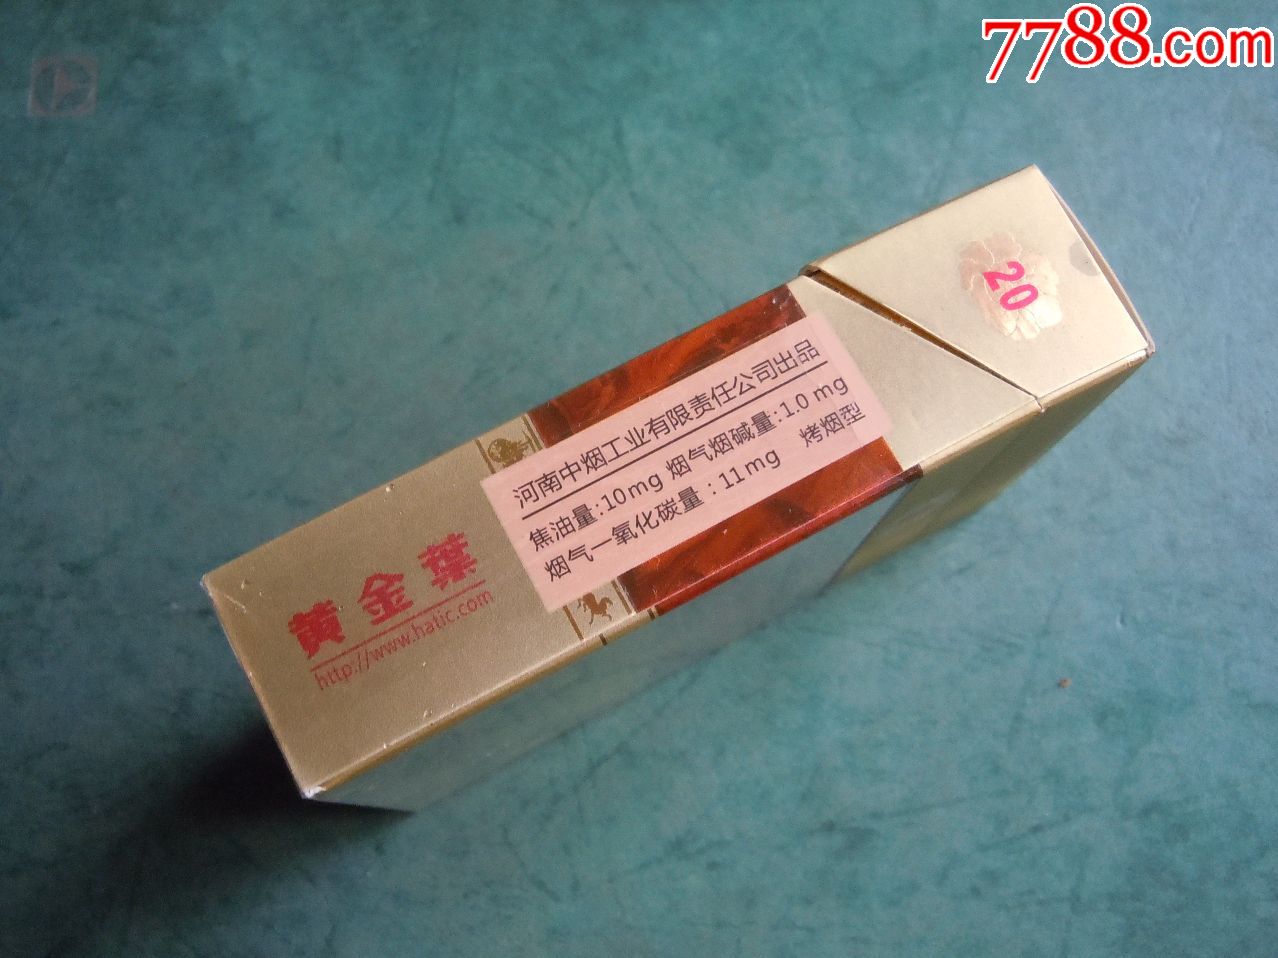 7788.com
20
河南中烟工业有限责任公司出品
焦油量:10mg 烟气烟碱量:1.0mg
烟气一氧化碳量:11mg 烤烟型
黄金葉
http://www.hatic.com